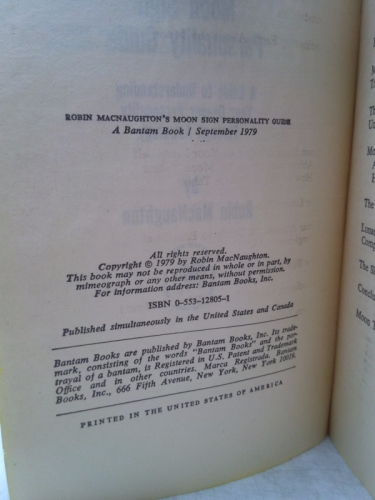 ROBIN MACNAUGHTON'S MOON SIGN PERSONALITY GUIDE
A Bantam Book / September 1979
All rights reserved.
Copyright © 1979 by Robin MacNaughton.
This book may not be reproduced in whole or in part, by
mimeograph or any other means, without permission.
For information address: Bantam Books, Inc.
ISBN 0-553-12805-1
Published simultaneously in the United States and Canada
Bantam Books are published by Bantam Books, Inc. Its trade-
mark, consisting of the words "Bantam Books" and the por-
trayal of a bantam, is Registered in U.S. Patent and Trademark
Office and in other countries. Marca Registrada. Bantam
Books, Inc., 666 Fifth Avenue, New York, New York 10019.
PRINTED IN THE UNITED STATES OF AMERICA
The
Moon